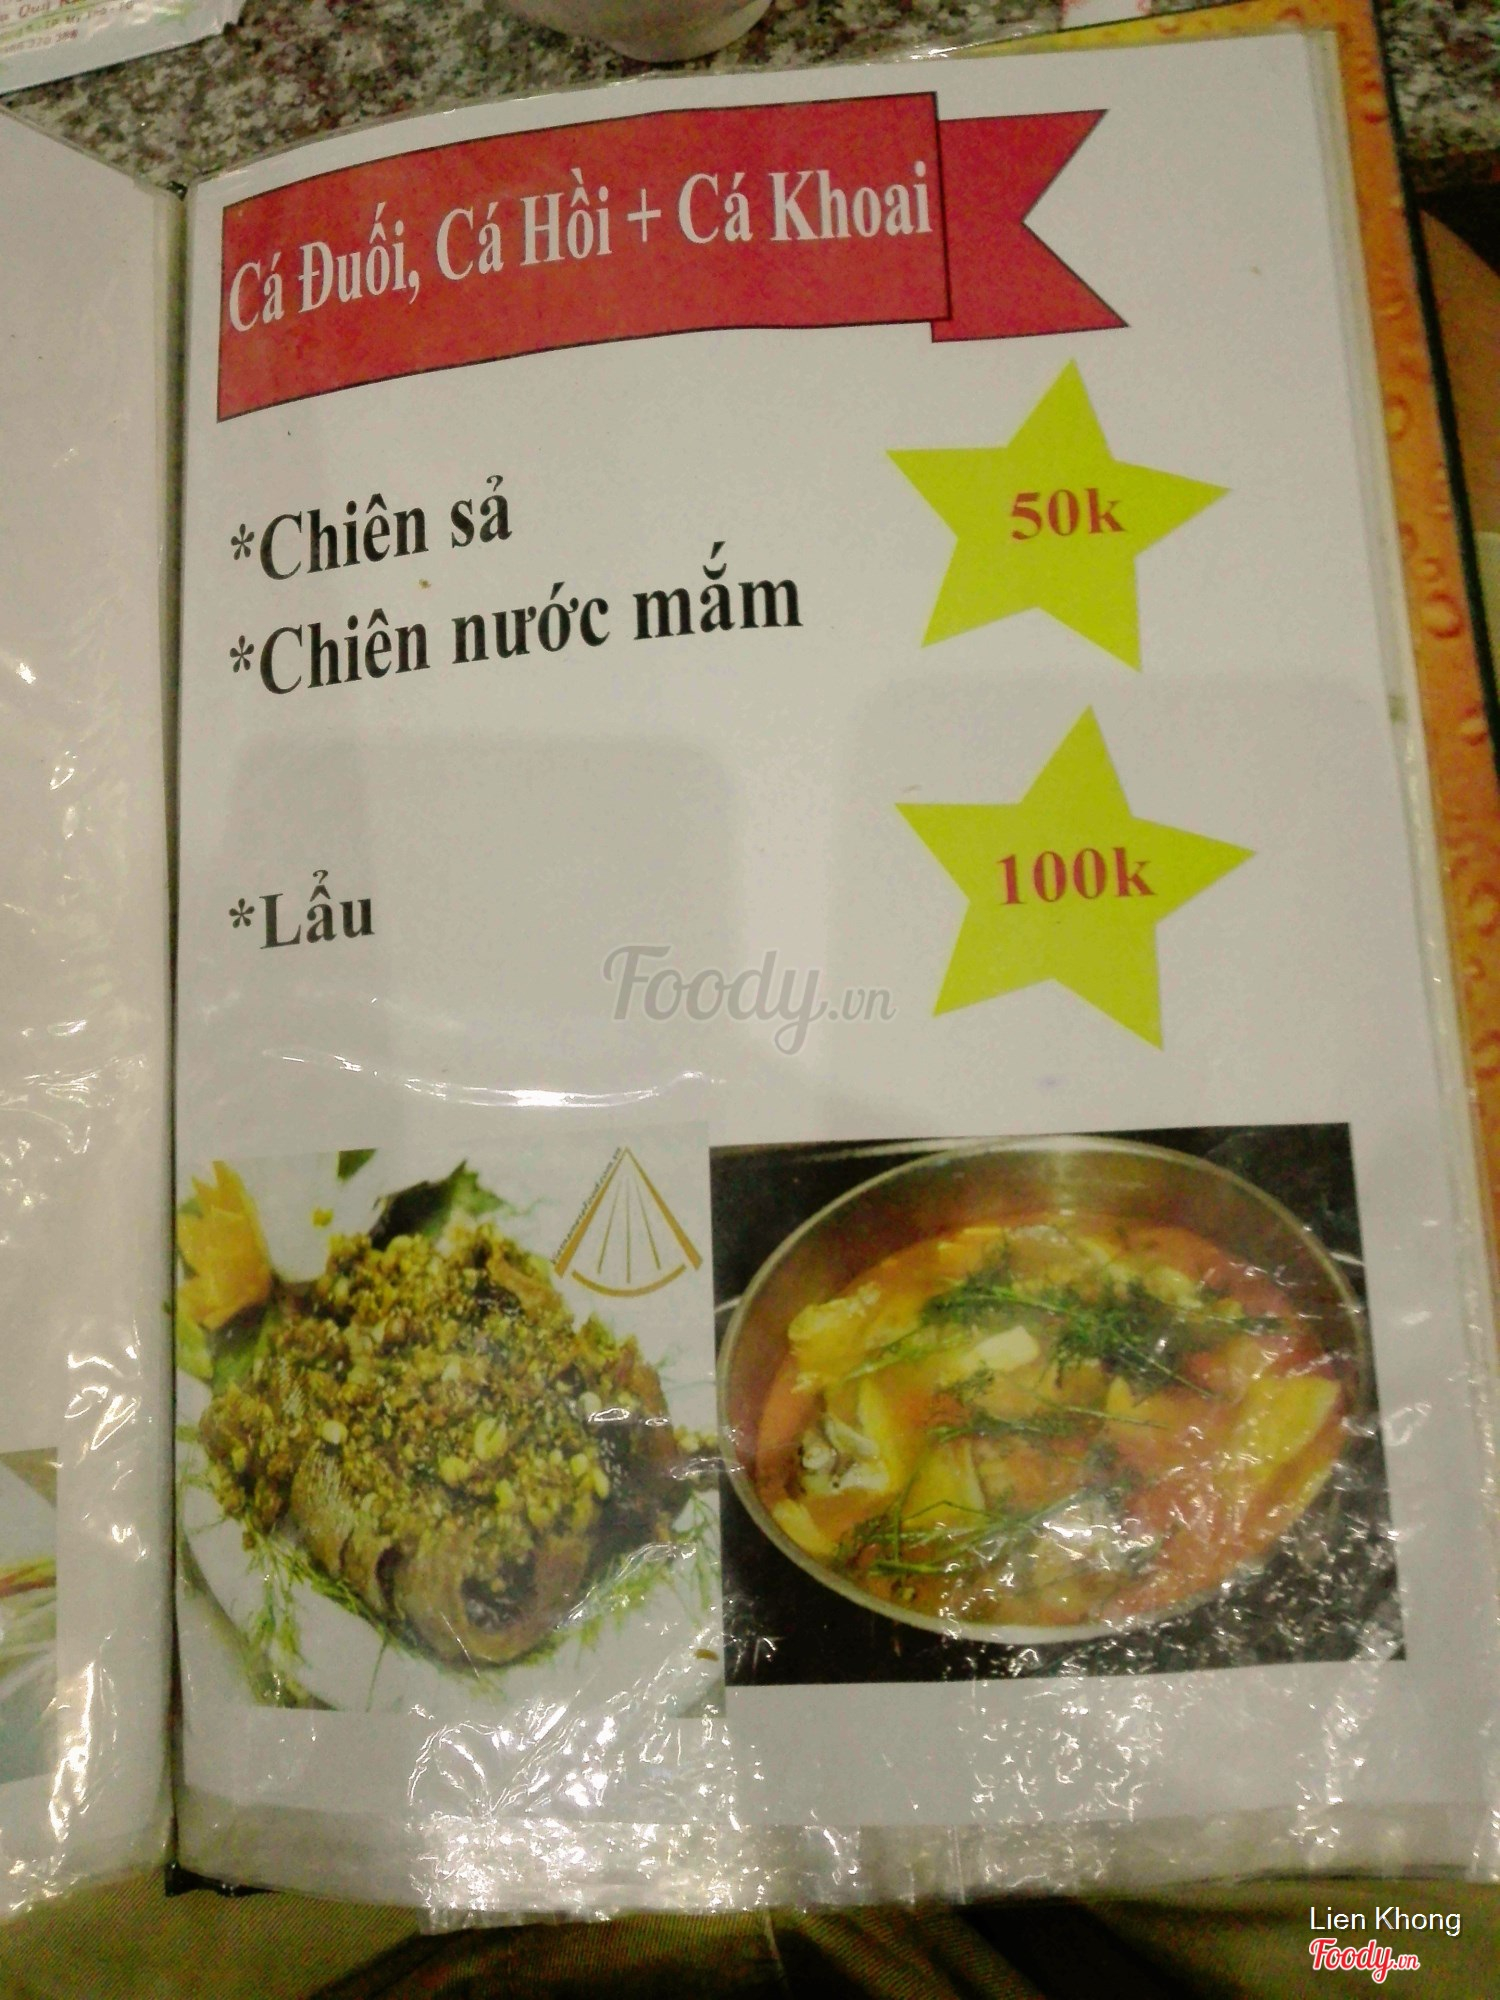 Cá Đuối, Cá Hồi + Cá Khoai
*Chiên sả
50k
*Chiên nước mắm
*Lẩu
100k
Foody.vn
Lien Khong
Foody.vn